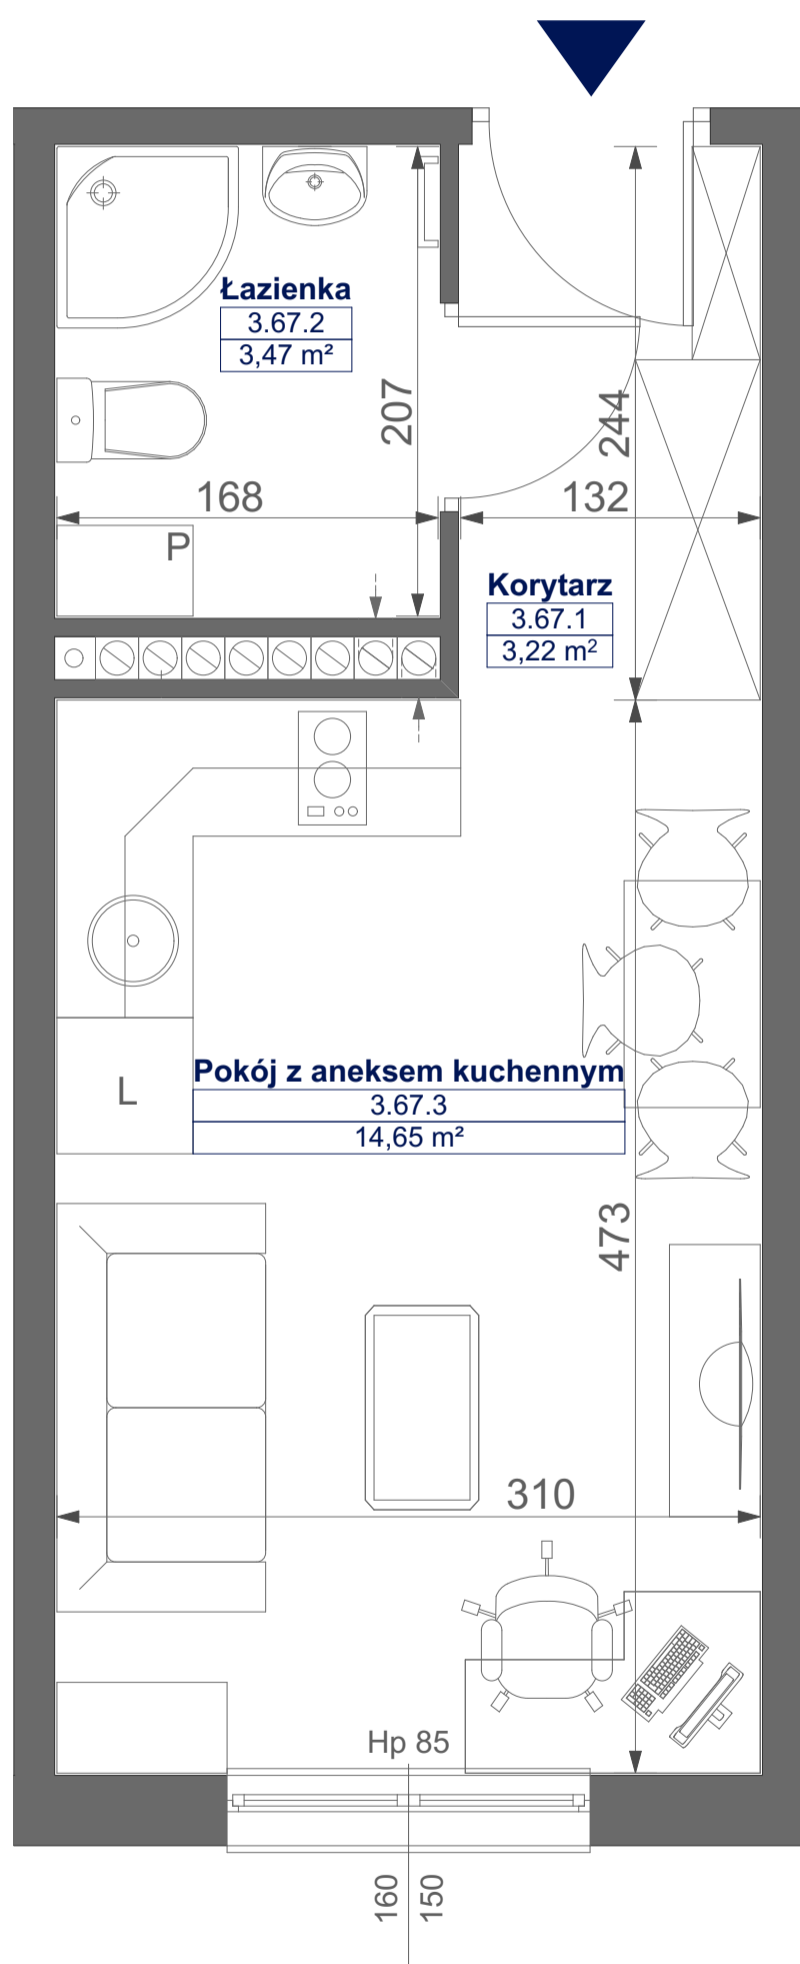 Łazienka
3.67.2
3,47 m²
207
244
168
132
P
Korytarz
3.67.1
3,22 m²
L
Pokój z aneksem kuchennym
3.67.3
14,65 m²
473
310
Hp 85
160
150